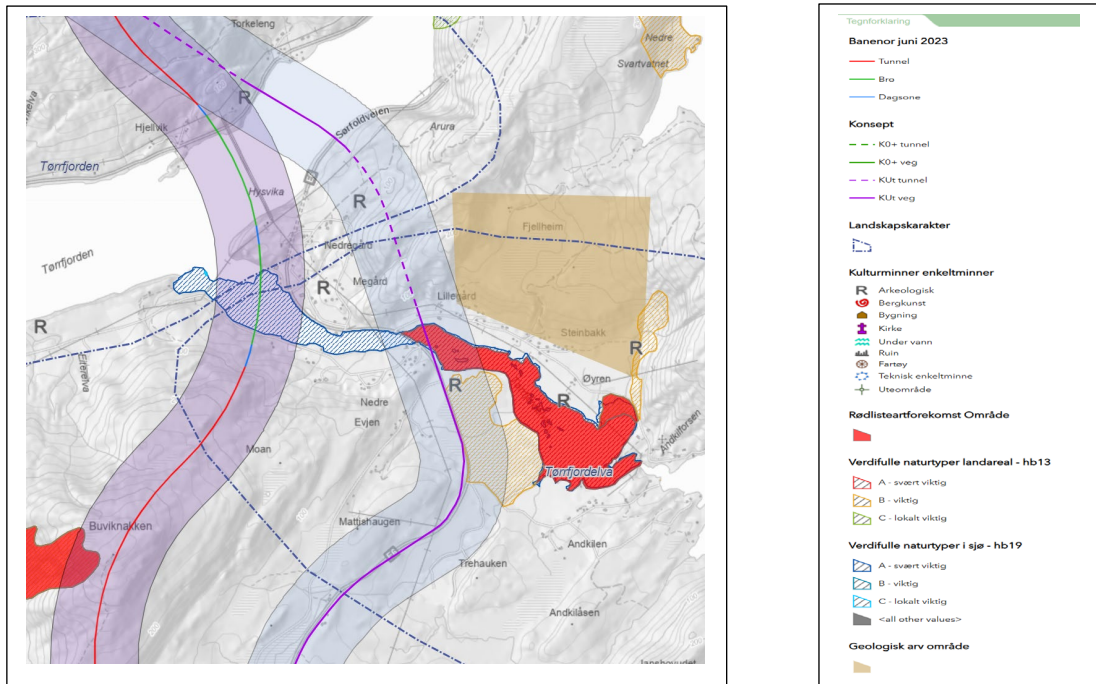 Torkeleng
Nedre
Svartvatnet
R
Hjellvik
Sørfoldveien
Arura
Tørrfjorden
Hysvika
R
Fjellheim
Nedregård
Tørrfjorden
Megård
R
Lillegård
R
Steinbakk
R
R
Øyren
R
Nedre
Evjen
Andkilforsen
Moan
Tørrfjordelva
Mattishaugen
Buviknakken
Andkilen
Trehauken
Andkilåsen
Tegnforklaring
Banenor juni 2023
Tunnel
Bro
Dagsone
Konsept
K0+ tunnel
K0+ veg
KUt tunnel
KUt veg
Landskapskarakter
Kulturminner enkeltminner
R Arkeologisk
Bergkunst
Bygning
Kirke
Under vann
Ruin
Fartøy
Teknisk enkeltminne
Uteområde
Rødlisteartforekomst Område
Verdifulle naturtyper landareal - hb13
A - svært viktig
B - viktig
C - lokalt viktig
Verdifulle naturtyper i sjø - hb19
A - svært viktig
B - viktig
C - lokalt viktig
<all other values>
Geologisk arv område